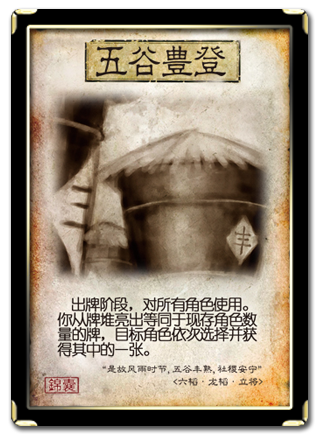 五谷豊登
丰
出牌阶段，对所有角色使用。
你从牌堆亮出等同于现存角色数
量的牌，目标角色依次选择并获
得其中的一张。
“是故风雨时节，五谷丰熟，社稷安宁”
<六韬·龙韬·立将>
錦囊